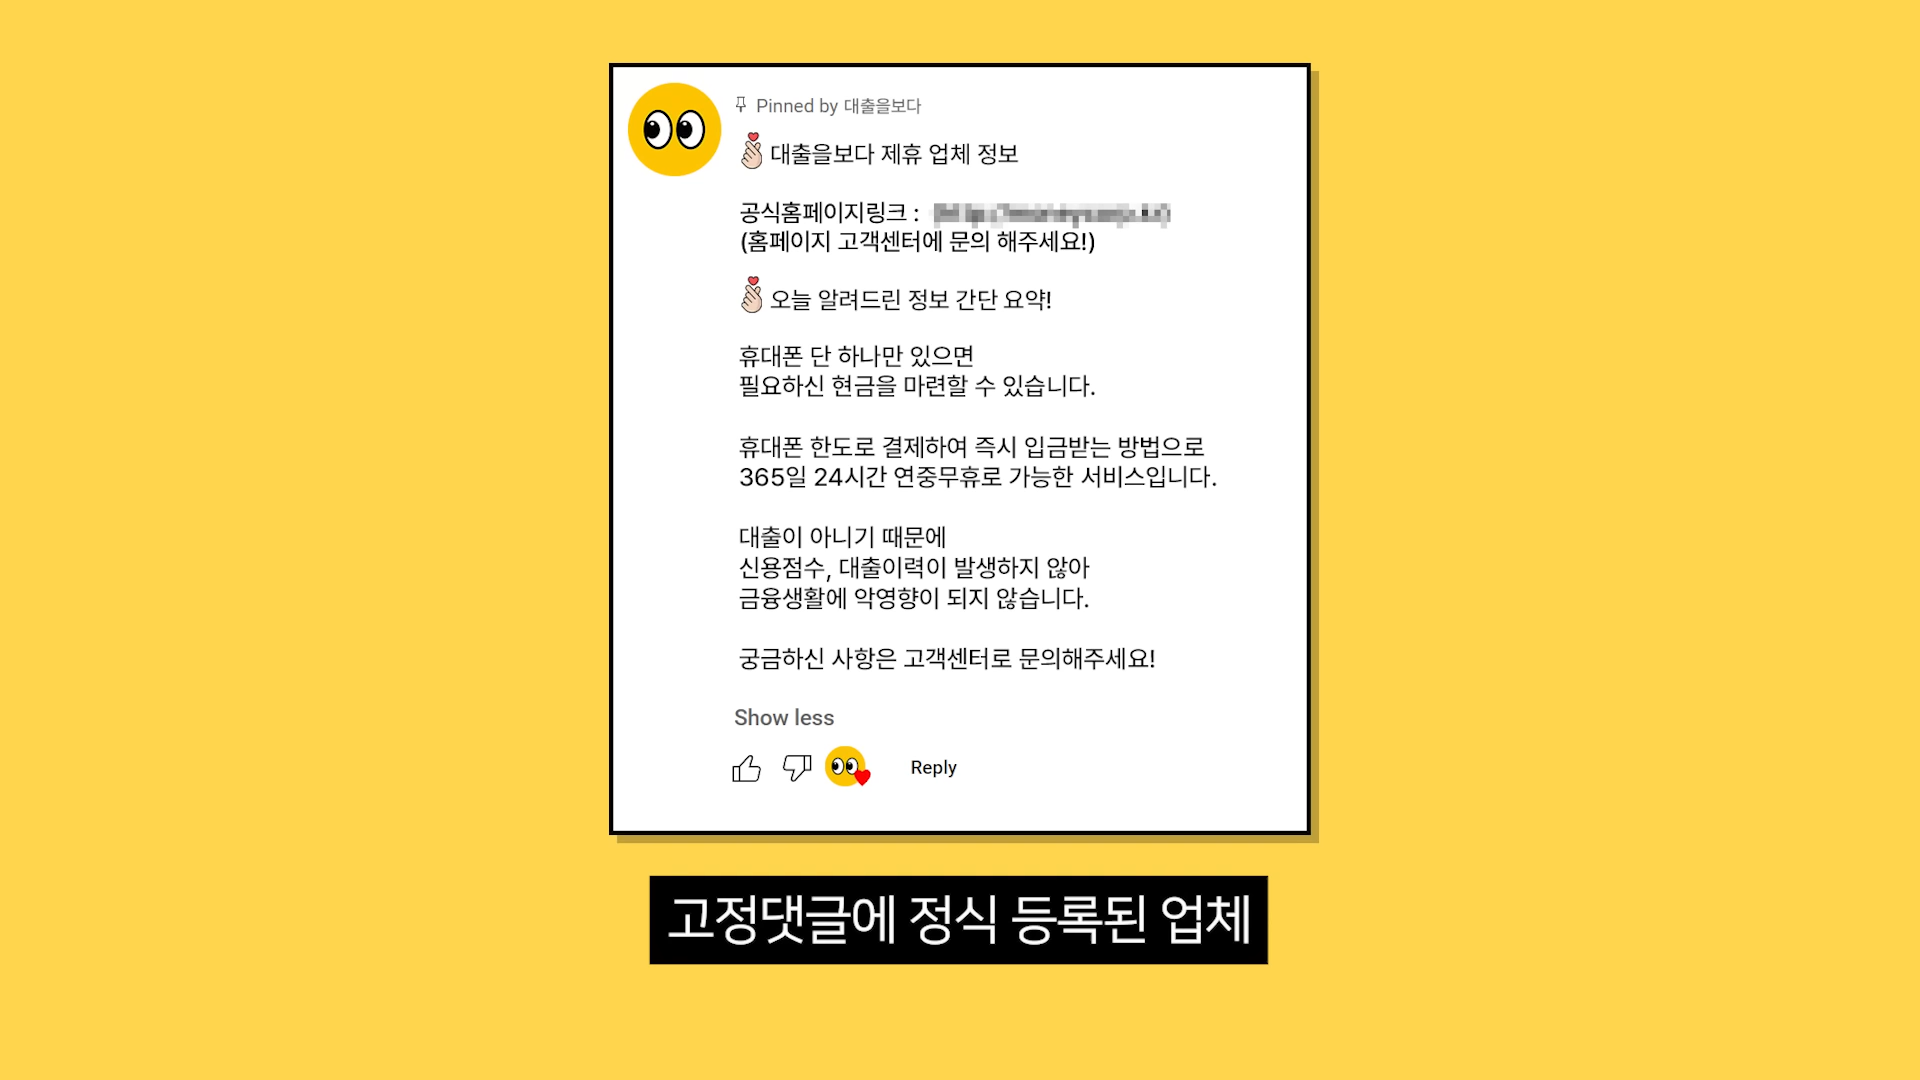 Pinned by 대출을보다
대출을보다 제휴 업체 정보
공식홈페이지링크 :
(홈페이지 고객센터에 문의 해주세요!)
오늘 알려드린 정보 간단 요약!
휴대폰 단 하나만 있으면
필요하신 현금을 마련할 수 있습니다.
휴대폰 한도로 결제하여 즉시 입금받는 방법으로
365일 24시간 연중무휴로 가능한 서비스입니다.
대출이 아니기 때문에
신용점수, 대출이력이 발생하지 않아
금융생활에 악영향이 되지 않습니다.
궁금하신 사항은 고객센터로 문의해주세요!
Show less
Reply
고정댓글에 정식 등록된 업체